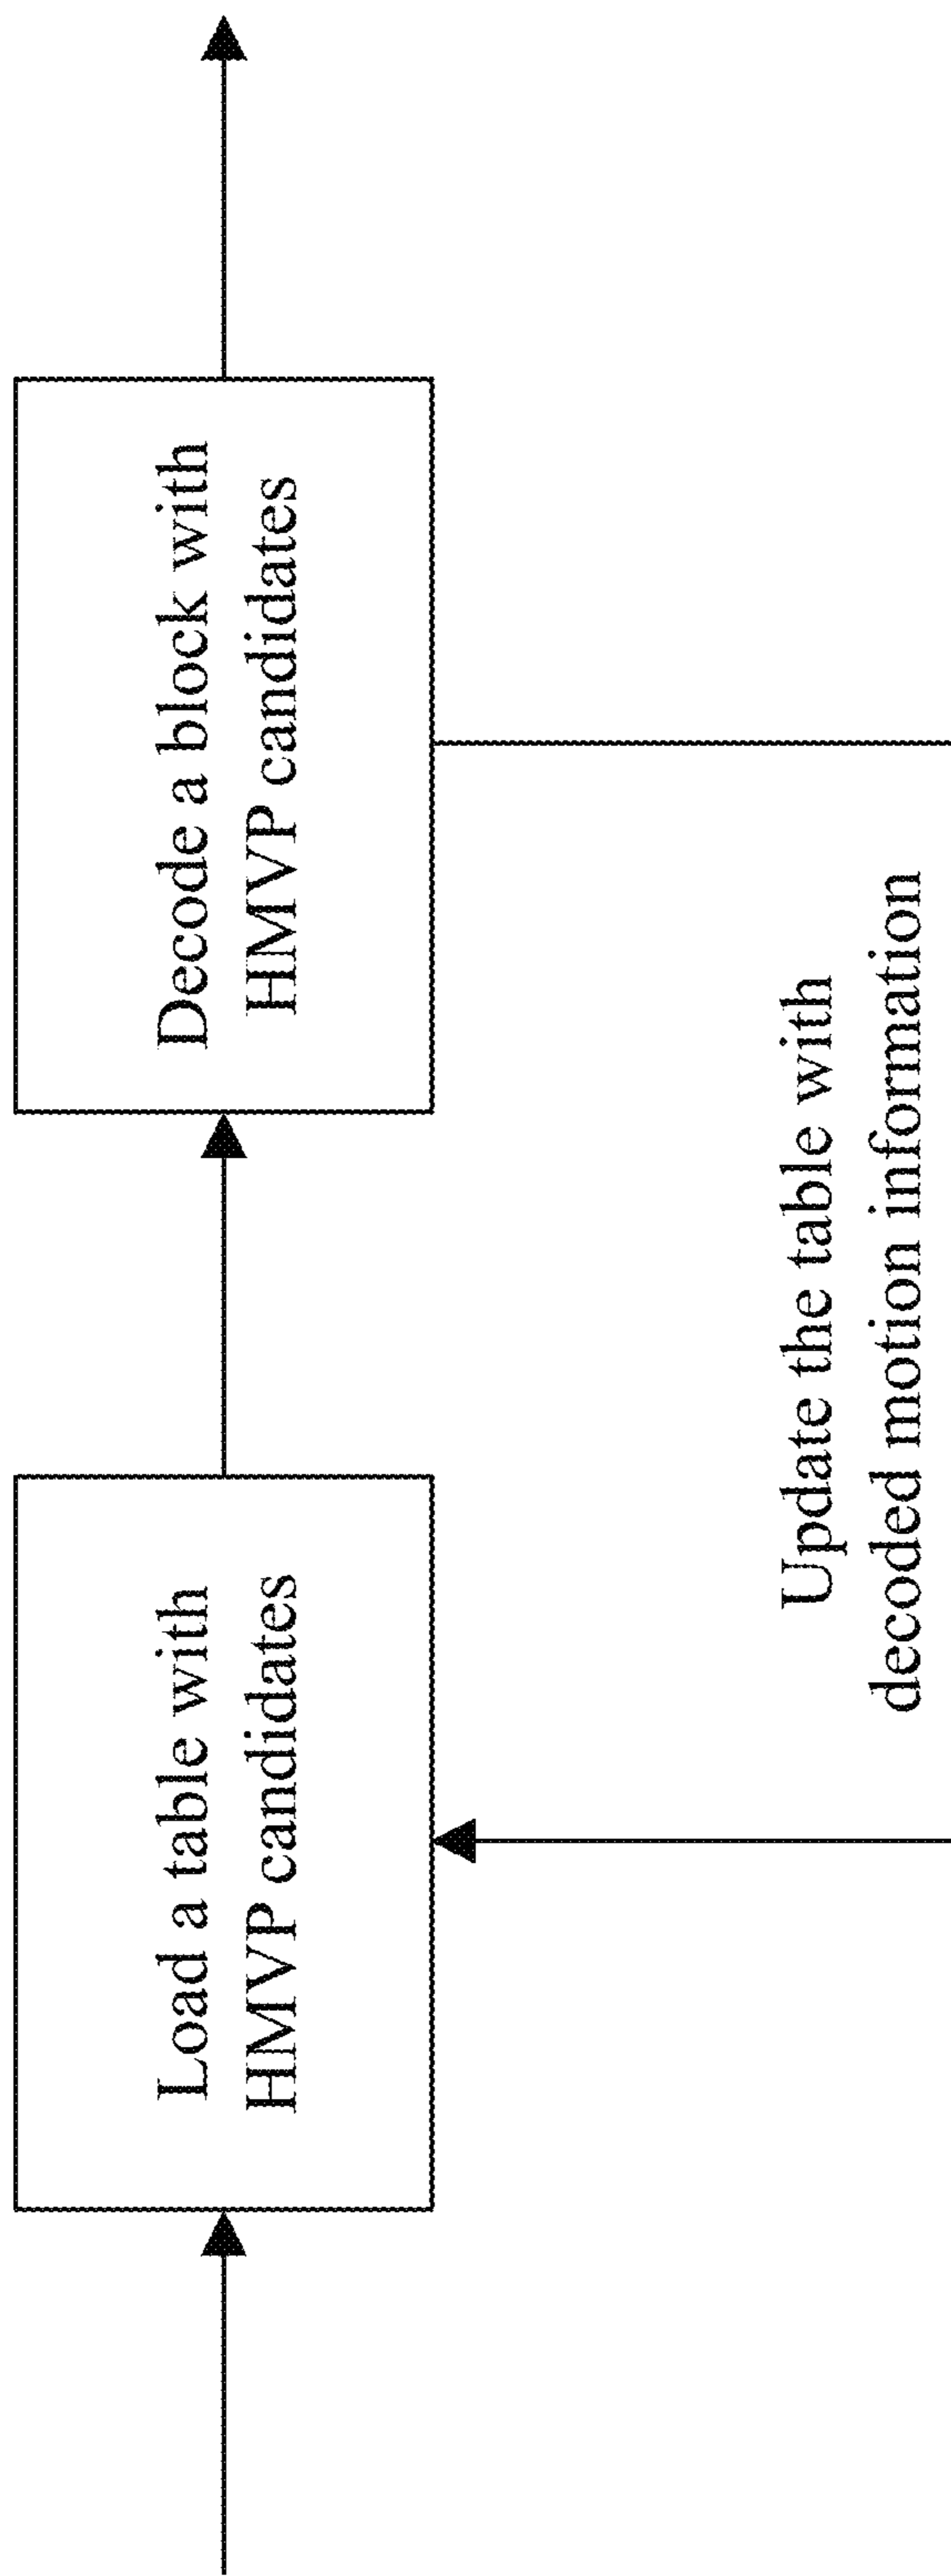 Load a table with
HMVP candidates
Decode a block with
HMVP candidates
Update the table with
decoded motion information